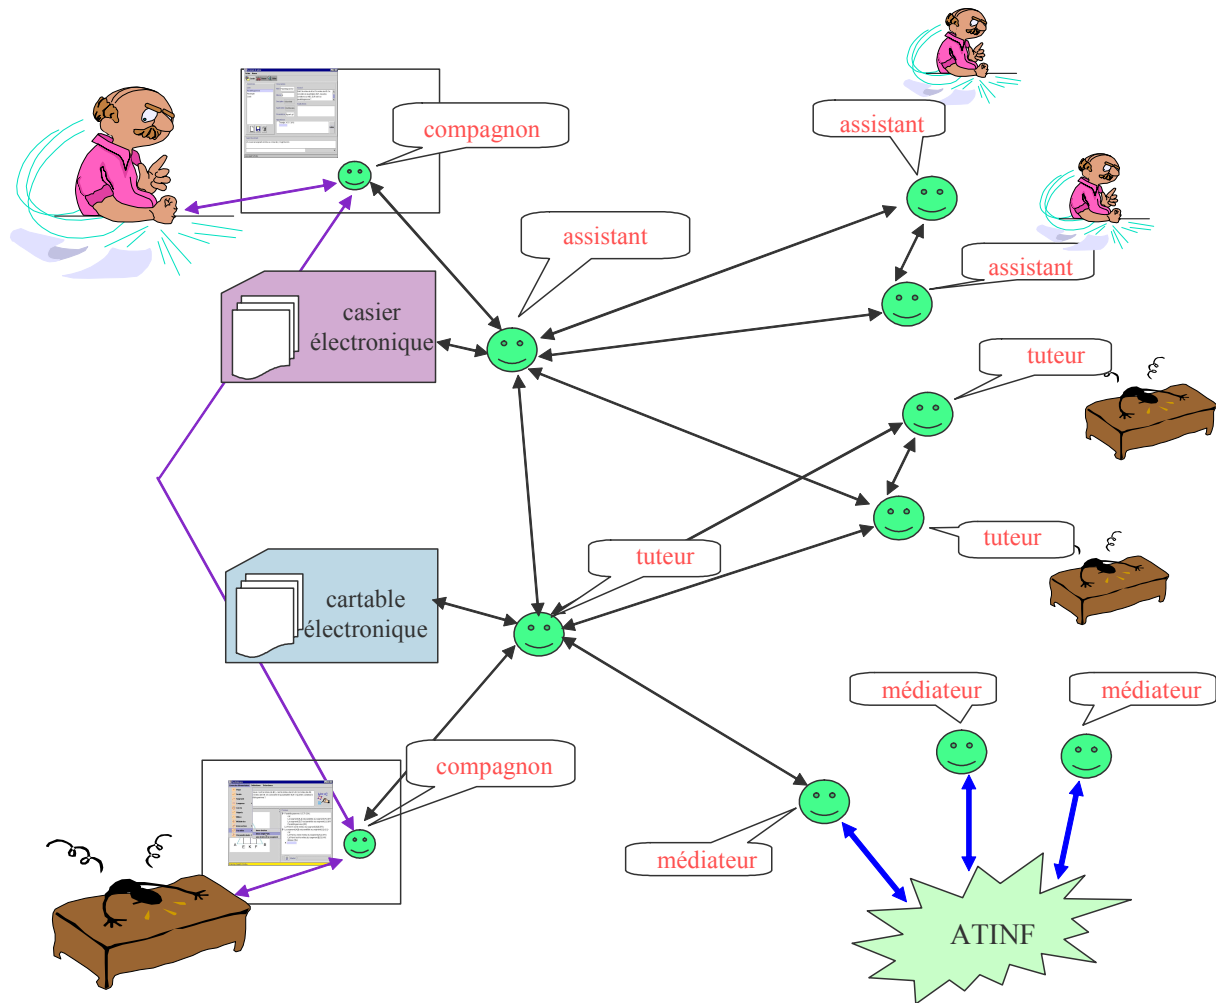 compagnon
assistant
assistant
assistant
casier
électronique
tuteur
tuteur
tuteur
cartable
électronique
médiateur
médiateur
compagnon
médiateur
ATINF